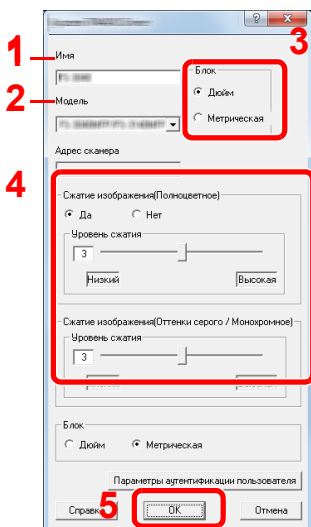 3
1
Имя
Блок
Дюйм
2
Модель
Метрическая
Адрес сканера
4
Сжатие изображения(Полноцветное)
Да Нет
Уровень сжатия
3
Низкий Высокая
Сжатие изображения(Оттенки серого / Монохромное)
Уровень сжатия
3
Блок
Дюйм Метрическая
Параметры аутентификации пользователя
5
Справка OK Отмена